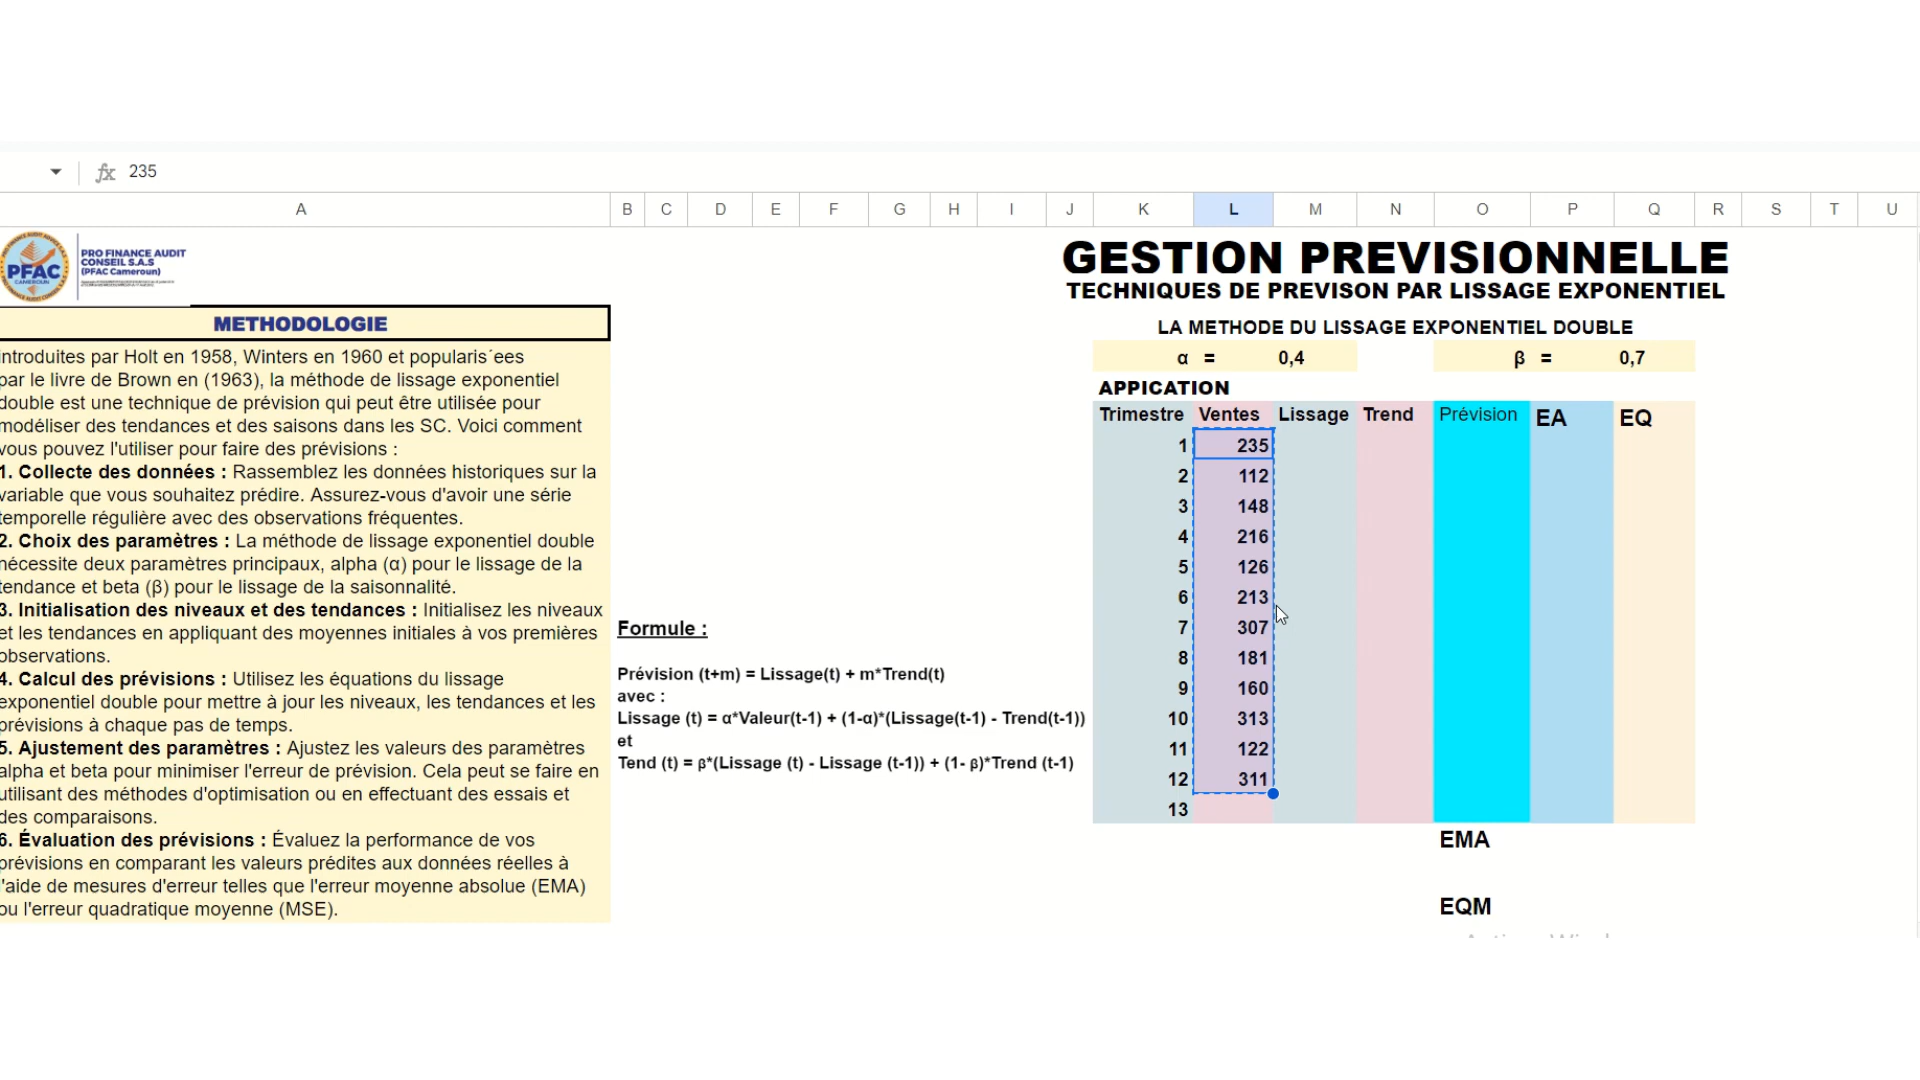 fx 235
A B C D E F G H I J K L M N O P Q R S T U
PFAC
CAMEROUN
PRO FINANCE AUDIT
CONSEIL S.A.S
(PFAC Cameroun)
METHODOLOGIE
introduites par Holt en 1958, Winters en 1960 et popularis´ees
par le livre de Brown en (1963), la méthode de lissage exponentiel
double est une technique de prévision qui peut être utilisée pour
modéliser des tendances et des saisons dans les SC. Voici comment
vous pouvez l'utiliser pour faire des prévisions :
1. Collecte des données : Rassemblez les données historiques sur la
variable que vous souhaitez prédire. Assurez-vous d'avoir une série
temporelle régulière avec des observations fréquentes.
2. Choix des paramètres : La méthode de lissage exponentiel double
nécessite deux paramètres principaux, alpha (α) pour le lissage de la
tendance et beta (β) pour le lissage de la saisonnalité.
3. Initialisation des niveaux et des tendances : Initialisez les niveaux
et les tendances en appliquant des moyennes initiales à vos premières
observations.
4. Calcul des prévisions : Utilisez les équations du lissage
exponentiel double pour mettre à jour les niveaux, les tendances et les
prévisions à chaque pas de temps.
5. Ajustement des paramètres : Ajustez les valeurs des paramètres
alpha et beta pour minimiser l'erreur de prévision. Cela peut se faire en
utilisant des méthodes d'optimisation ou en effectuant des essais et
des comparaisons.
6. Évaluation des prévisions : Évaluez la performance de vos
prévisions en comparant les valeurs prédites aux données réelles à
l'aide de mesures d'erreur telles que l'erreur moyenne absolue (EMA)
ou l'erreur quadratique moyenne (MSE).
Formule :
Prévision (t+m) = Lissage(t) + m*Trend(t)
avec :
Lissage (t) = α*Valeur(t-1) + (1-α)*(Lissage(t-1) - Trend(t-1))
et
Tend (t) = β*(Lissage (t) - Lissage (t-1)) + (1- β)*Trend (t-1)
GESTION PREVISIONNELLE
TECHNIQUES DE PREVISON PAR LISSAGE EXPONENTIEL
LA METHODE DU LISSAGE EXPONENTIEL DOUBLE
α = 0,4 β = 0,7
APPICATION
Trimestre Ventes Lissage Trend Prévision EA EQ
1 235
2 112
3 148
4 216
5 126
6 213
7 307
8 181
9 160
10 313
11 122
12 311
13
EMA
EQM